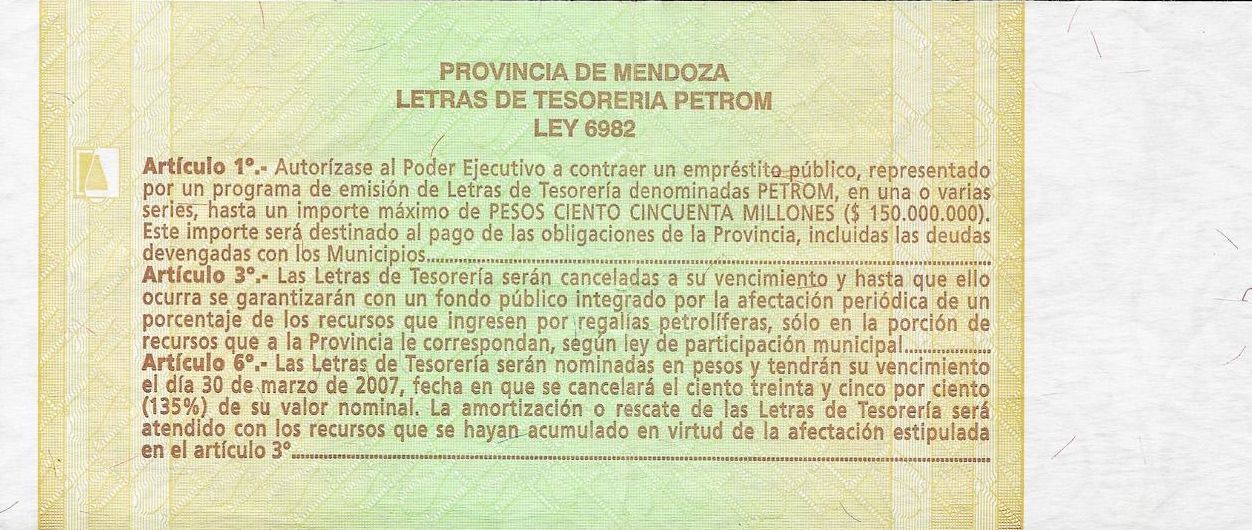 PROVINCIA DE MENDOZA
LETRAS DE TESORERIA PETROM
LEY 6982
Artículo 1º.- Autorízase al Poder Ejecutivo a contraer un empréstito público, representado
por un programa de emisión de Letras de Tesorería denominadas PETROM, en una o varias
series, hasta un importe máximo de PESOS CIENTO CINCUENTA MILLONES ($ 150.000.000).
Este importe será destinado al pago de las obligaciones de la Provincia, incluidas las deudas
devengadas con los Municipios................................................................................
Artículo 3º.- Las Letras de Tesorería serán canceladas a su vencimiento y hasta que ello
ocurra se garantizarán con un fondo público integrado por la afectación periódica de un
porcentaje de los recursos que ingresen por regalías petrolíferas, sólo en la porción de
recursos que a la Provincia le correspondan, según ley de participación municipal....................
Artículo 6º.- Las Letras de Tesorería serán nominadas en pesos y tendrán su vencimiento
el día 30 de marzo de 2007, fecha en que se cancelará el ciento treinta y cinco por ciento
(135%) de su valor nominal. La amortización o rescate de las Letras de Tesorería será
atendido con los recursos que se hayan acumulado en virtud de la afectación estipulada
en el artículo 3º................................................................................